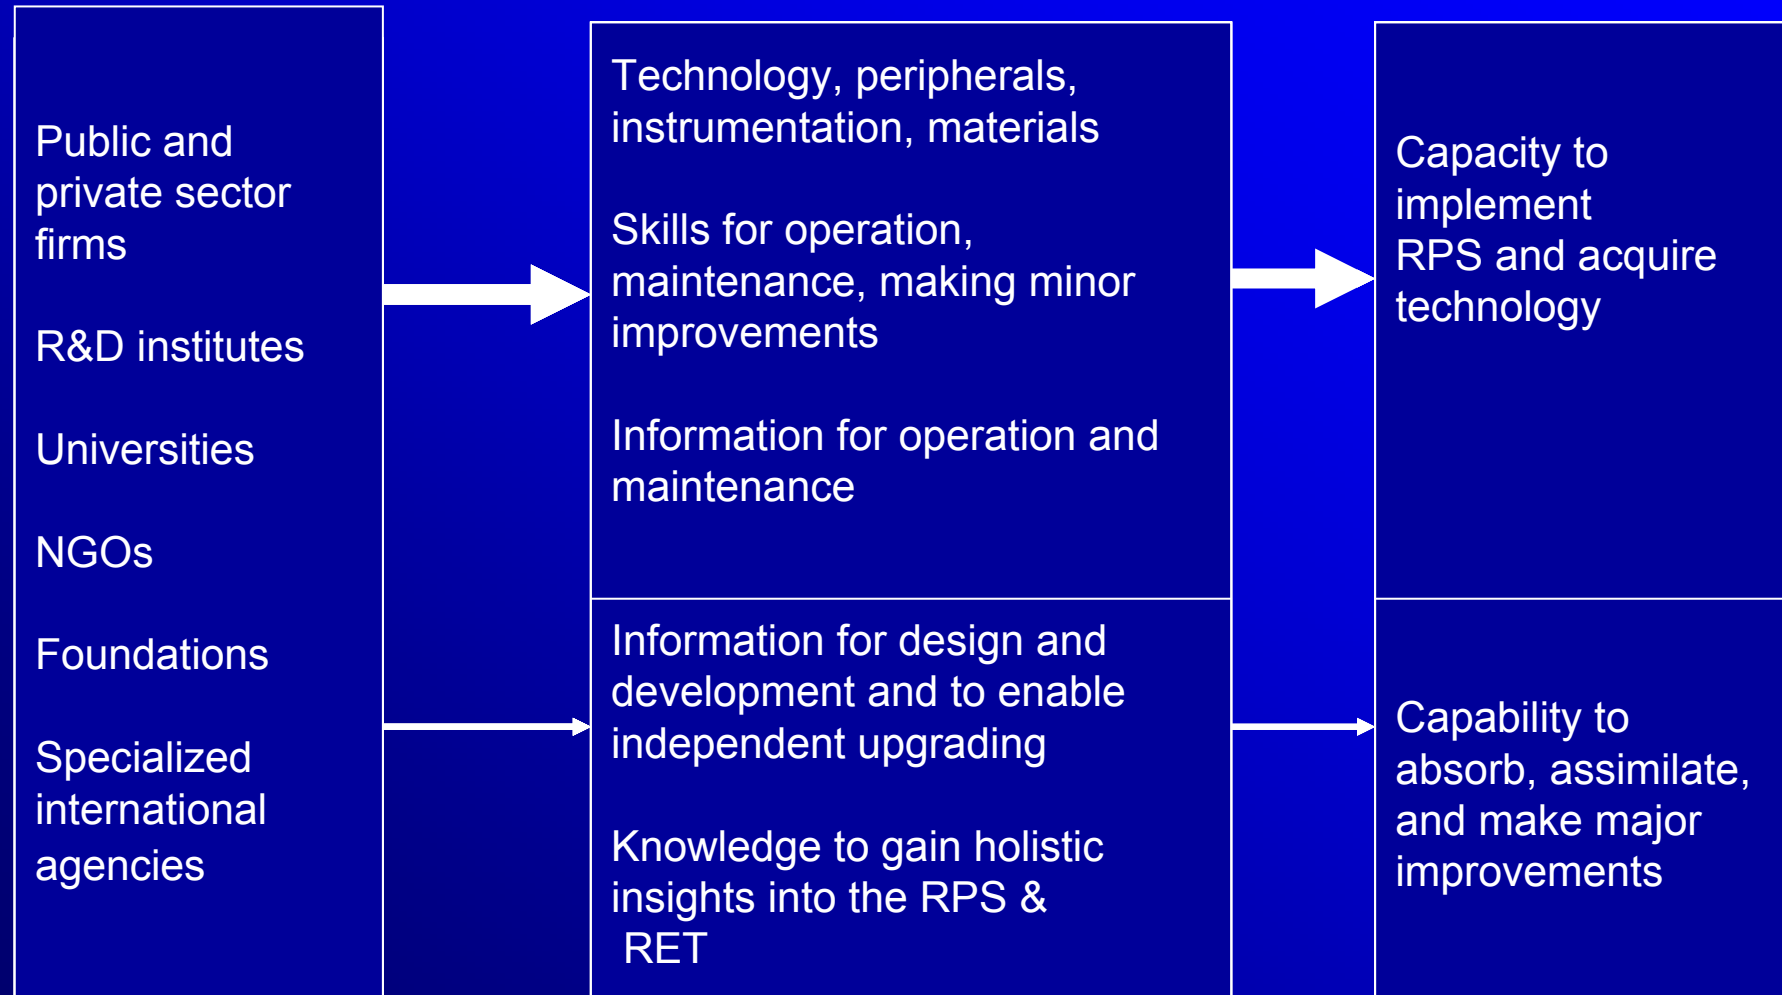 Public and
private sector
firms
R&D institutes
Universities
NGOs
Foundations
Specialized
international
agencies
Technology, peripherals,
instrumentation, materials
Skills for operation,
maintenance, making minor
improvements
Information for operation and
maintenance
Information for design and
development and to enable
independent upgrading
Knowledge to gain holistic
insights into the RPS &
RET
Capacity to
implement
RPS and acquire
technology
Capability to
absorb, assimilate,
and make major
improvements